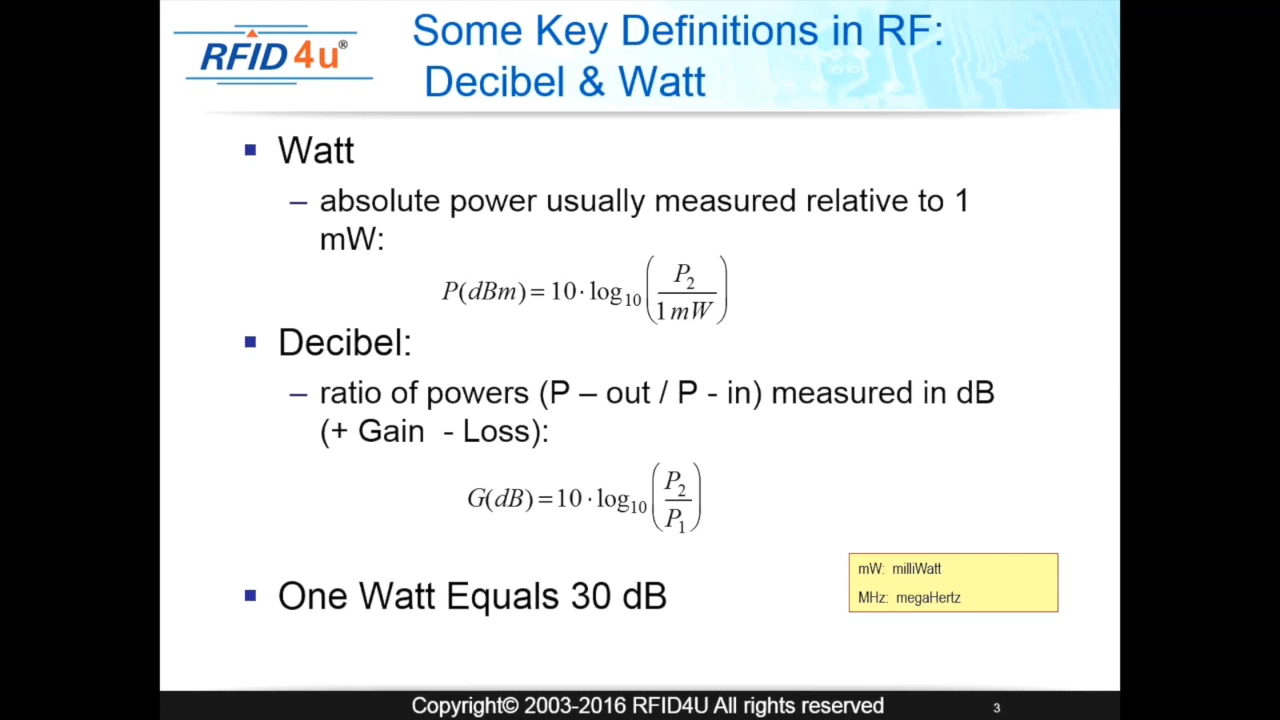 RFID4u®
Some Key Definitions in RF:
Decibel & Watt
▪ Watt
– absolute power usually measured relative to 1
mW:
P(dBm) = 10 · log₁₀ (P₂ / 1 mW)
▪ Decibel:
– ratio of powers (P – out / P - in) measured in dB
(+ Gain - Loss):
G(dB) = 10 · log₁₀ (P₂ / P₁)
▪ One Watt Equals 30 dB
mW: milliWatt
MHz: megaHertz
Copyright© 2003-2016 RFID4U All rights reserved
3